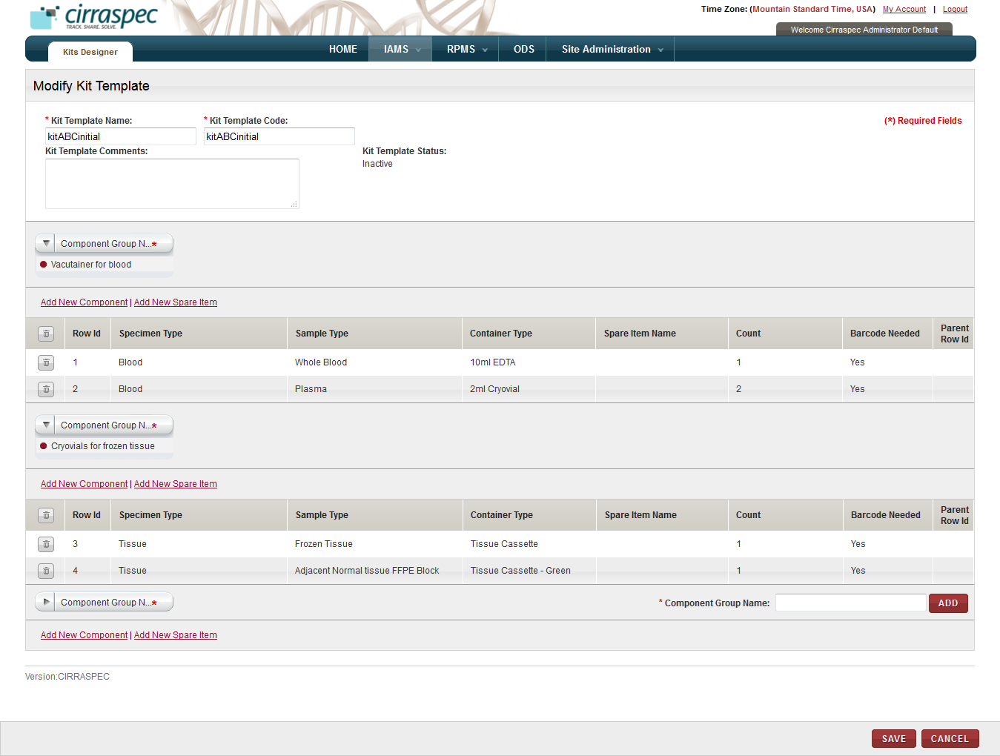 cirraspec
TRACK. SHARE. SOLVE.
Time Zone: (Mountain Standard Time, USA) My Account | Logout
Welcome Cirraspec Administrator Default
Kits Designer HOME IAMS RPMS ODS Site Administration
Modify Kit Template
* Kit Template Name: * Kit Template Code: (*) Required Fields
kitABCinitial kitABCinitial
Kit Template Comments: Kit Template Status:
Inactive
Component Group N...*
Vacutainer for blood
Add New Component | Add New Spare Item
Row Id Specimen Type Sample Type Container Type Spare Item Name Count Barcode Needed Parent Row Id
1 Blood Whole Blood 10ml EDTA 1 Yes
2 Blood Plasma 2ml Cryovial 2 Yes
Component Group N...*
Cryovials for frozen tissue
Add New Component | Add New Spare Item
Row Id Specimen Type Sample Type Container Type Spare Item Name Count Barcode Needed Parent Row Id
3 Tissue Frozen Tissue Tissue Cassette 1 Yes
4 Tissue Adjacent Normal tissue FFPE Block Tissue Cassette - Green 1 Yes
Component Group N...* * Component Group Name: ADD
Add New Component | Add New Spare Item
Version:CIRRASPEC
SAVE CANCEL